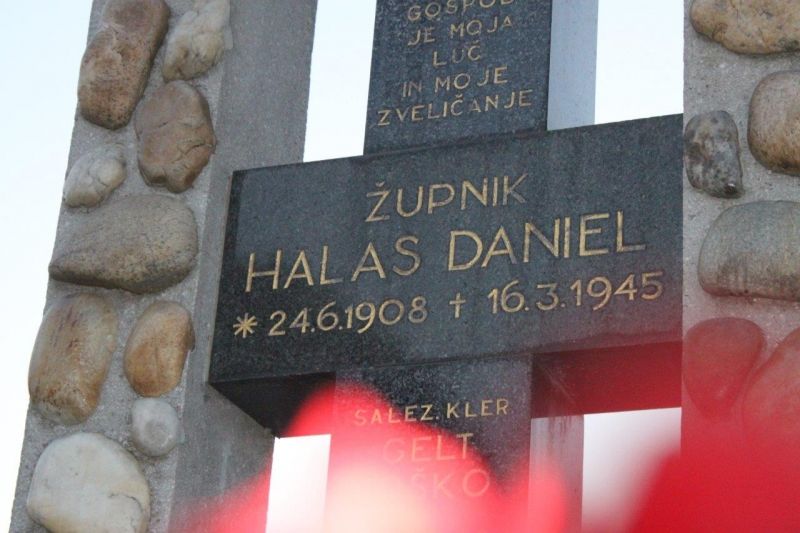 GOSPOD
JE MOJA
LUČ
IN MOJE
ZVELIČANJE
ŽUPNIK
HALAS DANIEL
* 24.6.1908 † 16.3.1945
SALEZ. KLER
GELT